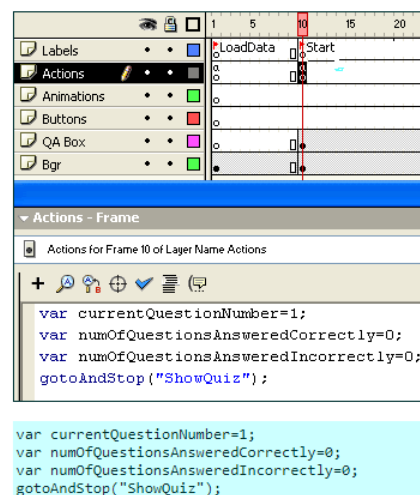 1 5 10 15 20
Labels LoadData Start
Actions
Animations
Buttons
QA Box
Bgr
Actions - Frame
Actions for Frame 10 of Layer Name Actions
var currentQuestionNumber=1;
var numOfQuestionsAnsweredCorrectly=0;
var numOfQuestionsAnsweredIncorrectly=0;
gotoAndStop("ShowQuiz");
var currentQuestionNumber=1;
var numOfQuestionsAsweredCorrectly=0;
var numOfQuestionsAsweredIncorrectly=0;
gotoAndStop("ShowQuiz");